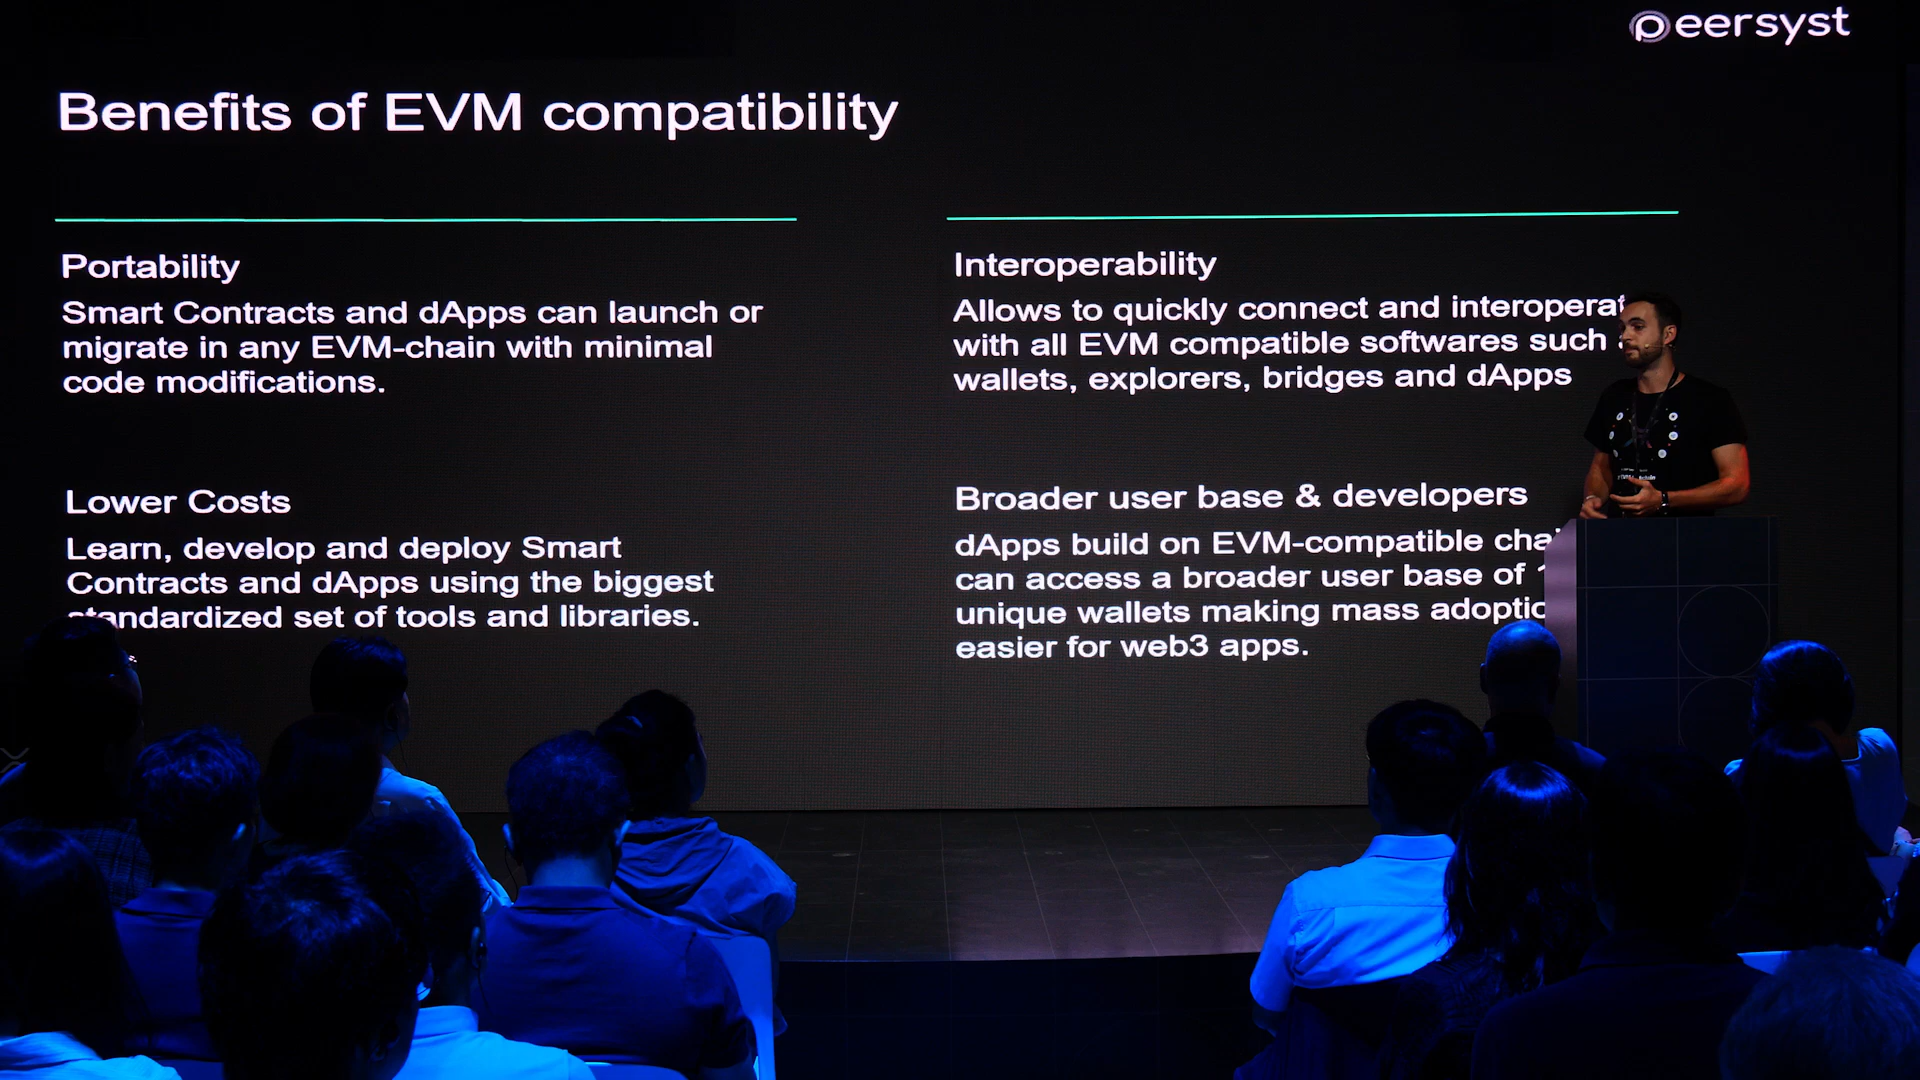 peersyst
Benefits of EVM compatibility
Portability
Smart Contracts and dApps can launch or
migrate in any EVM-chain with minimal
code modifications.
Interoperability
Allows to quickly connect and interoperat
with all EVM compatible softwares such
wallets, explorers, bridges and dApps
Lower Costs
Learn, develop and deploy Smart
Contracts and dApps using the biggest
standardized set of tools and libraries.
Broader user base & developers
dApps build on EVM-compatible chai
can access a broader user base of
unique wallets making mass adoptio
easier for web3 apps.